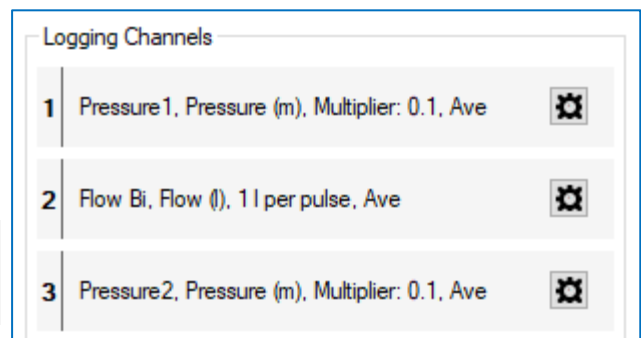 Logging Channels
1 Pressure1, Pressure (m), Multiplier: 0.1, Ave
2 Flow Bi, Flow (l), 1 l per pulse, Ave
3 Pressure2, Pressure (m), Multiplier: 0.1, Ave